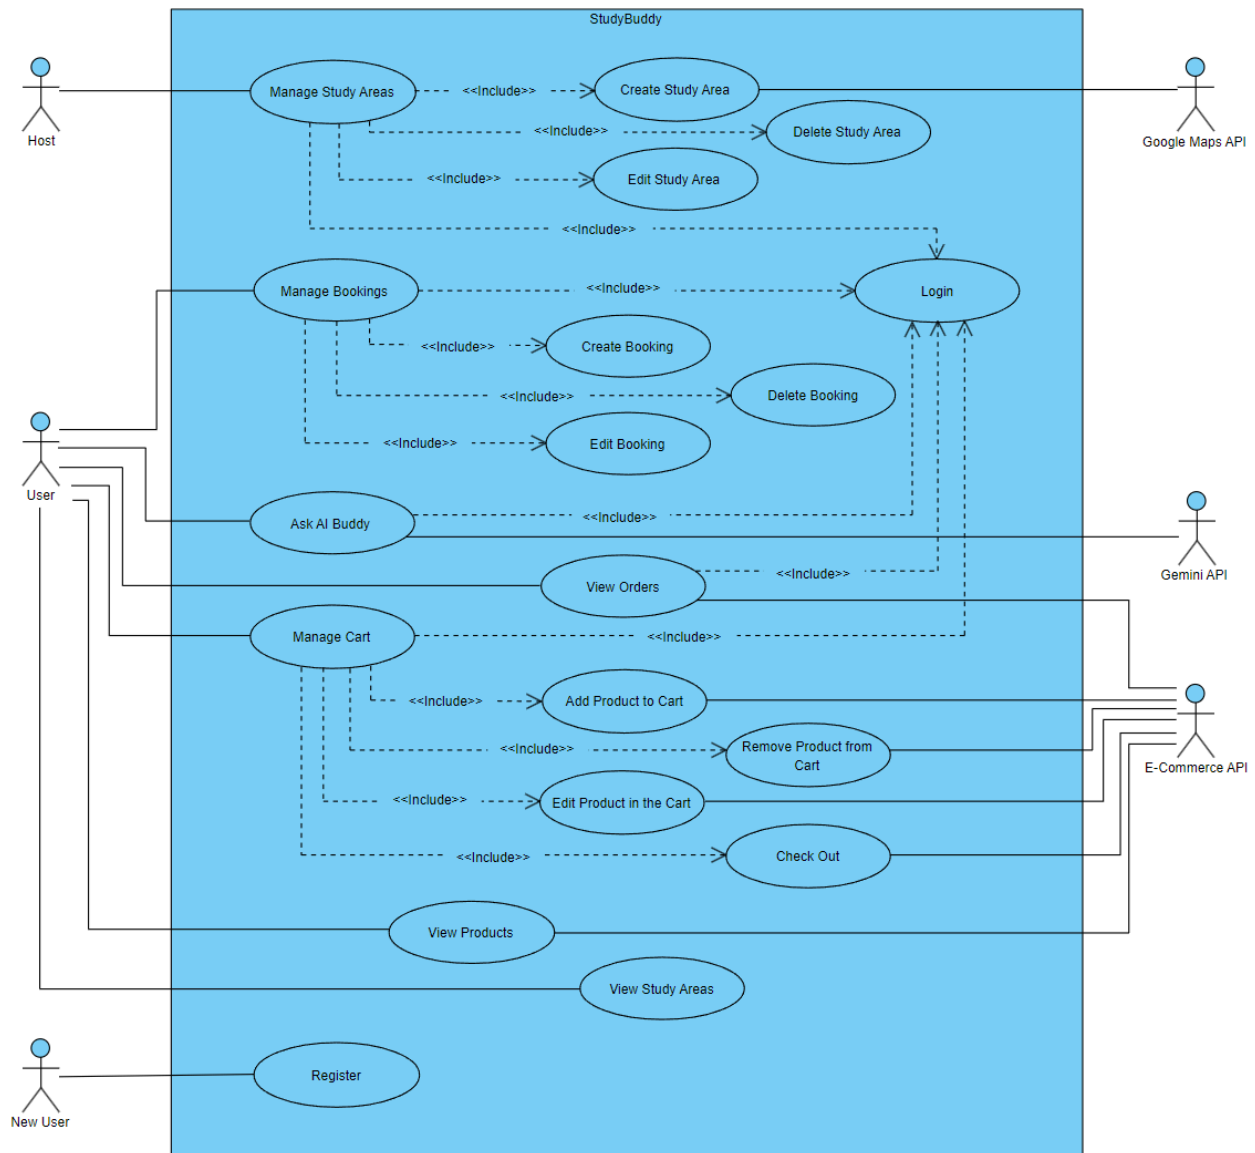 StudyBuddy
Manage Study Areas
<<Include>>
Create Study Area
Host
Google Maps API
<<Include>>
Delete Study Area
<<Include>>
Edit Study Area
<<Include>>
Manage Bookings
<<Include>>
Login
<<Include>>
Create Booking
<<Include>>
Delete Booking
<<Include>>
Edit Booking
User
Ask AI Buddy
<<Include>>
Gemini API
View Orders
<<Include>>
Manage Cart
<<Include>>
<<Include>>
Add Product to Cart
<<Include>>
Remove Product from
Cart
E-Commerce API
<<Include>>
Edit Product in the Cart
<<Include>>
Check Out
View Products
View Study Areas
Register
New User